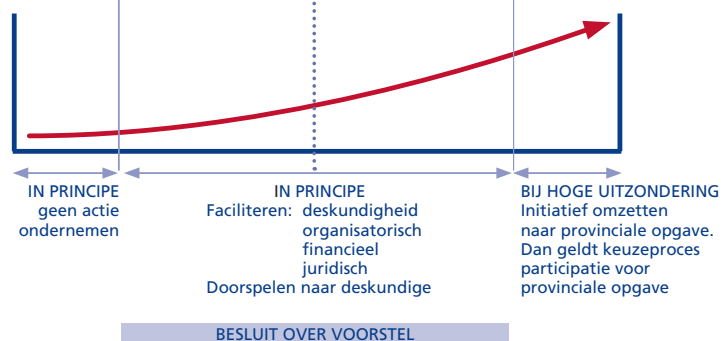 IN PRINCIPE
geen actie
ondernemen
IN PRINCIPE
Faciliteren: deskundigheid
organisatorisch
financieel
juridisch
Doorspelen naar deskundige
BIJ HOGE UITZONDERING
Initiatief omzetten
naar provinciale opgave.
Dan geldt keuzeproces
participatie voor
provinciale opgave
BESLUIT OVER VOORSTEL